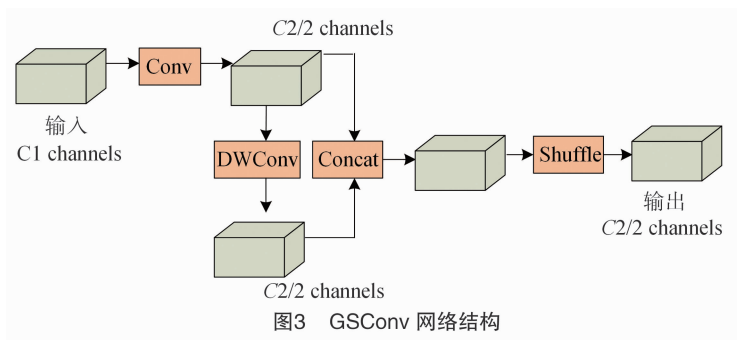 C2/2 channels
Conv
输入
C1 channels
DWConv
Concat
Shuffle
输出
C2/2 channels
C2/2 channels
图3 GSConv 网络结构